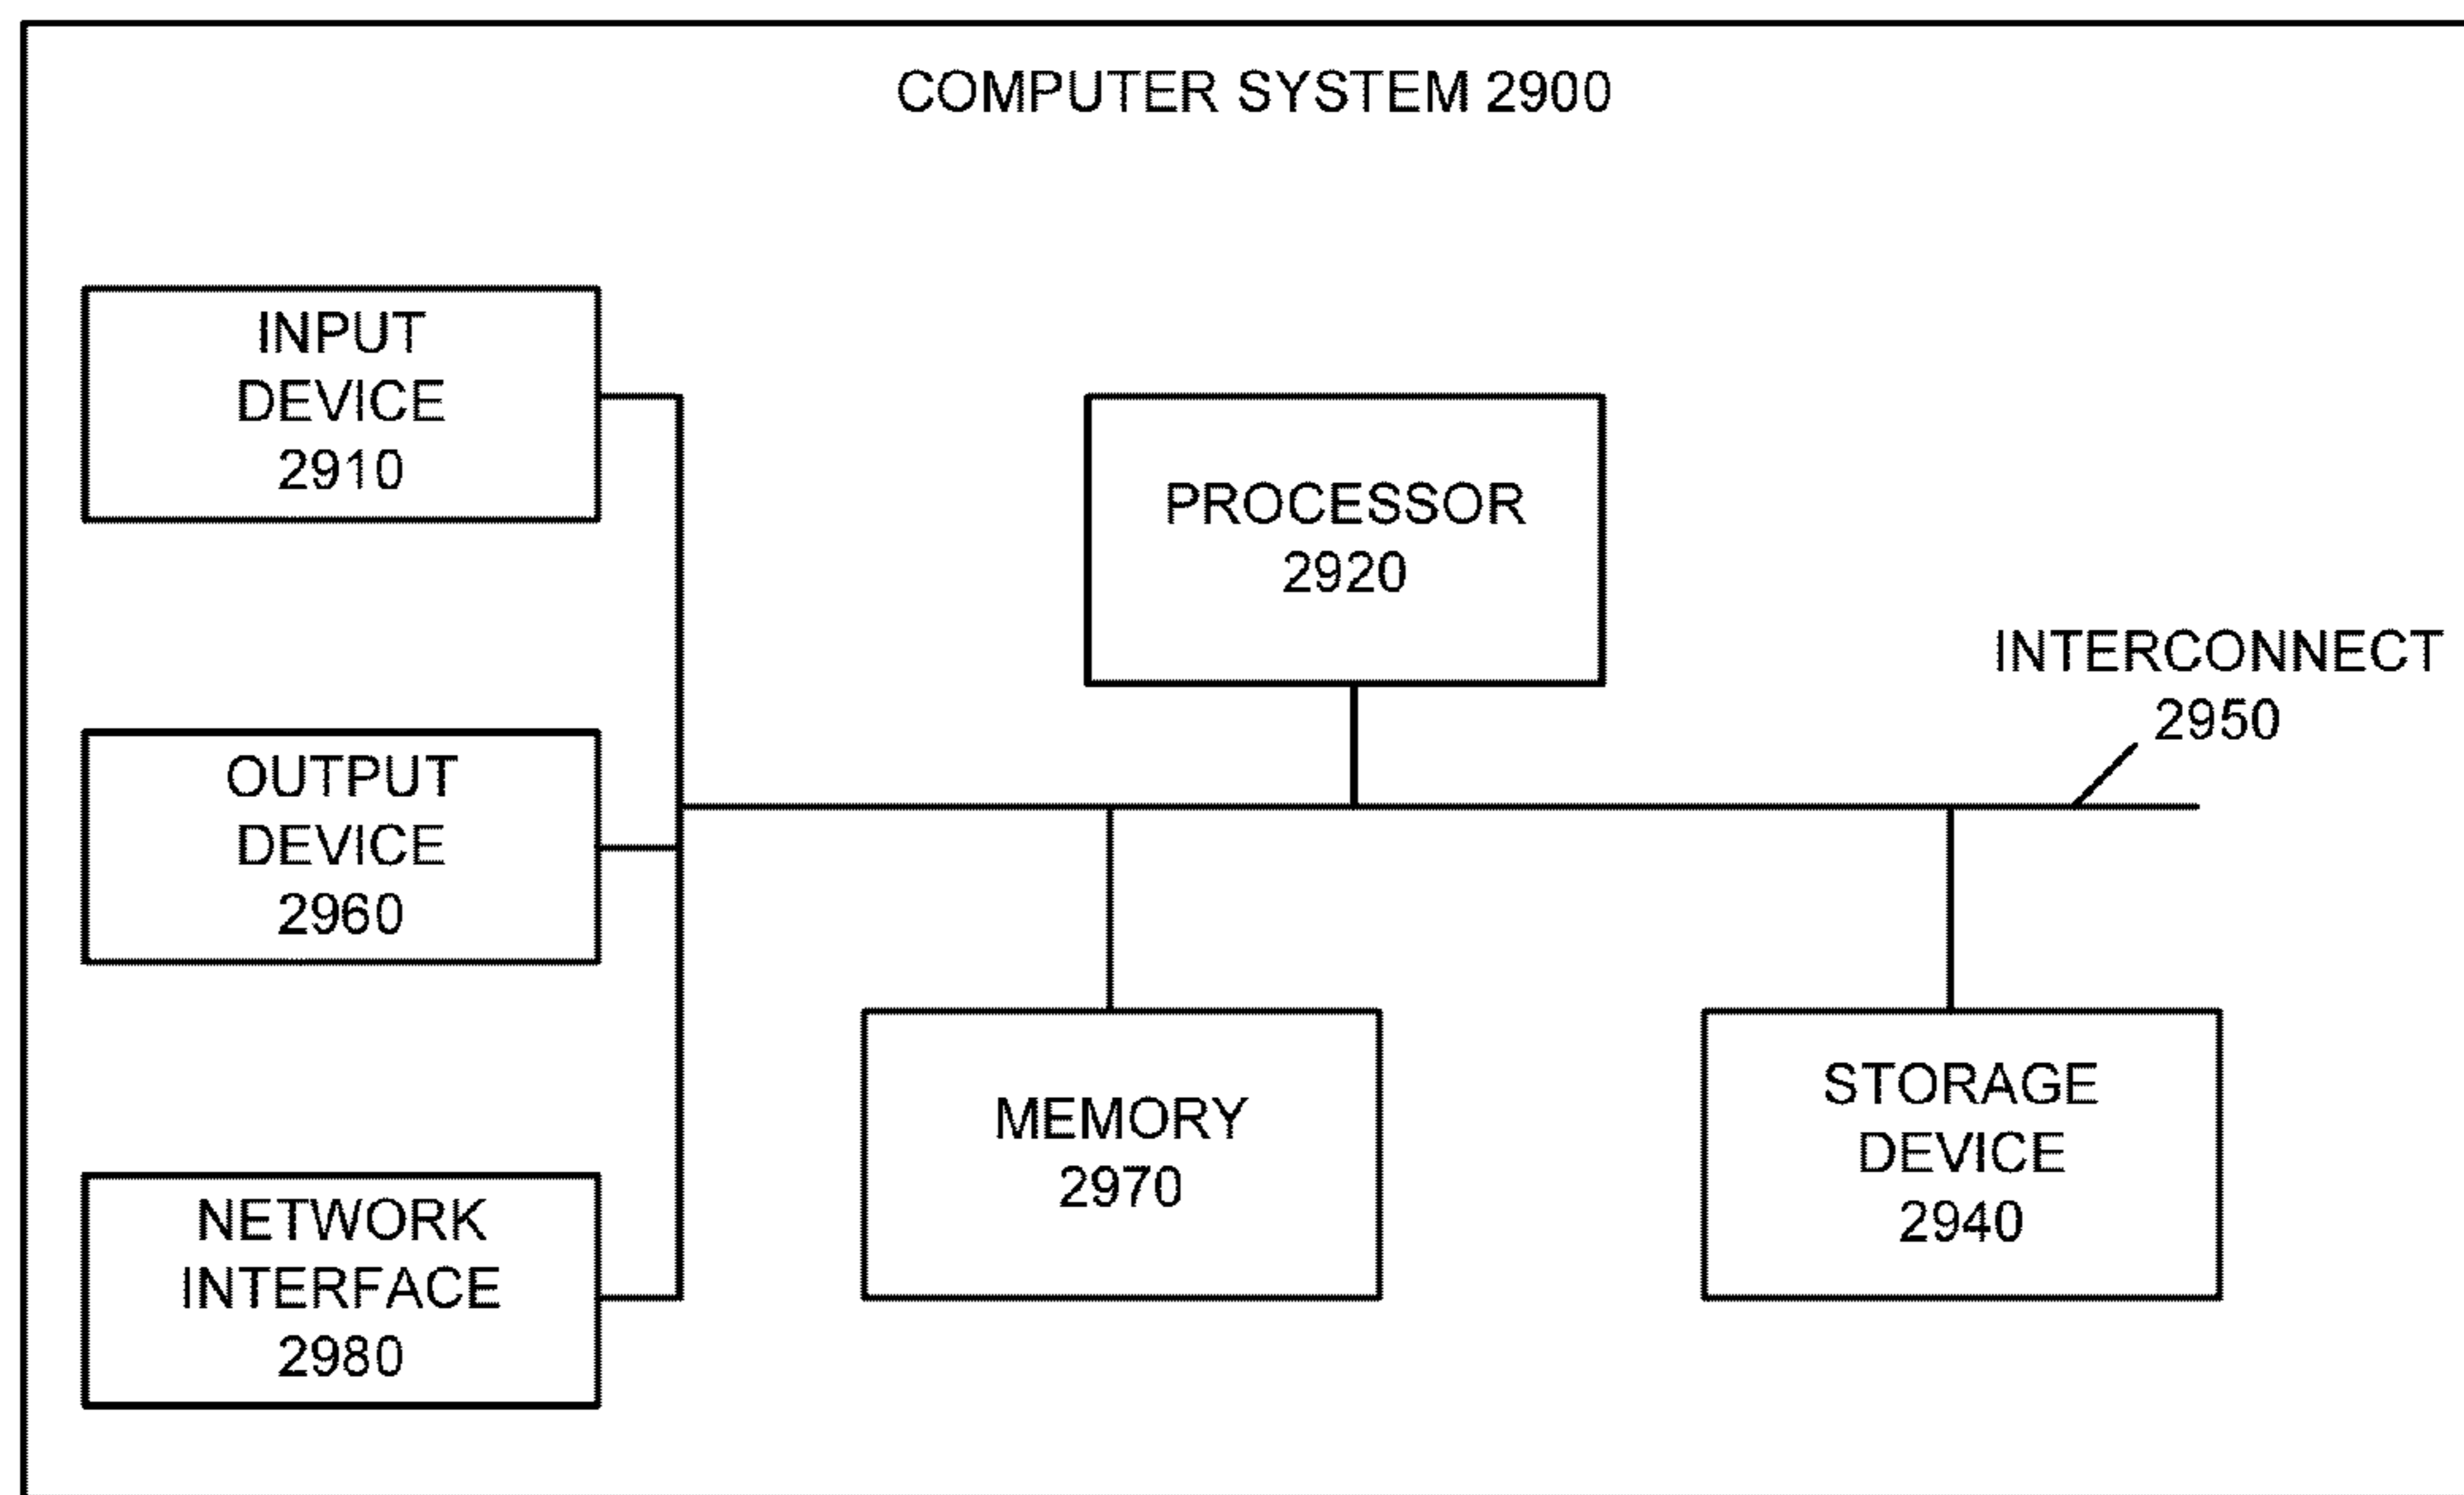 COMPUTER SYSTEM 2900
INPUT
DEVICE
2910
PROCESSOR
2920
INTERCONNECT
2950
OUTPUT
DEVICE
2960
MEMORY
2970
STORAGE
DEVICE
2940
NETWORK
INTERFACE
2980